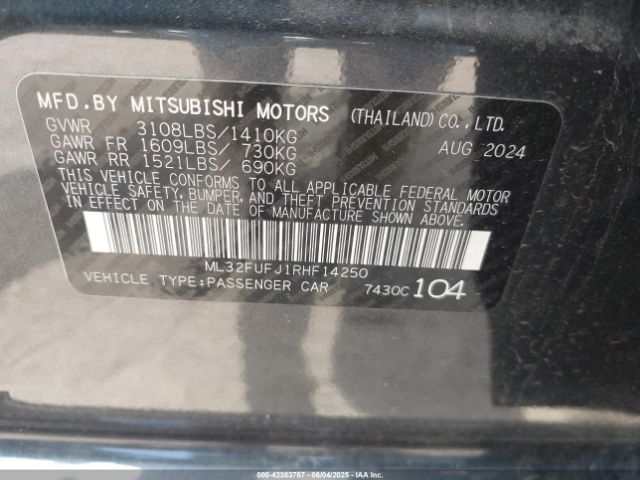 MFD.BY MITSUBISHI MOTORS (THAILAND)CO.,LTD.
GVWR 3108LBS/1410KG AUG 2024
GAWR FR 1609LBS/ 730KG
GAWR RR 1521LBS/ 690KG
THIS VEHICLE CONFORMS TO ALL APPLICABLE FEDERAL MOTOR
VEHICLE SAFETY, BUMPER, AND THEFT PREVENTION STANDARDS
IN EFFECT ON THE DATE OF MANUFACTURE SHOWN ABOVE.
ML32FUFJ1RHF14250
VEHICLE TYPE:PASSENGER CAR 7430C 104
000-42383787 - 06/04/2025 - IAAI.COM